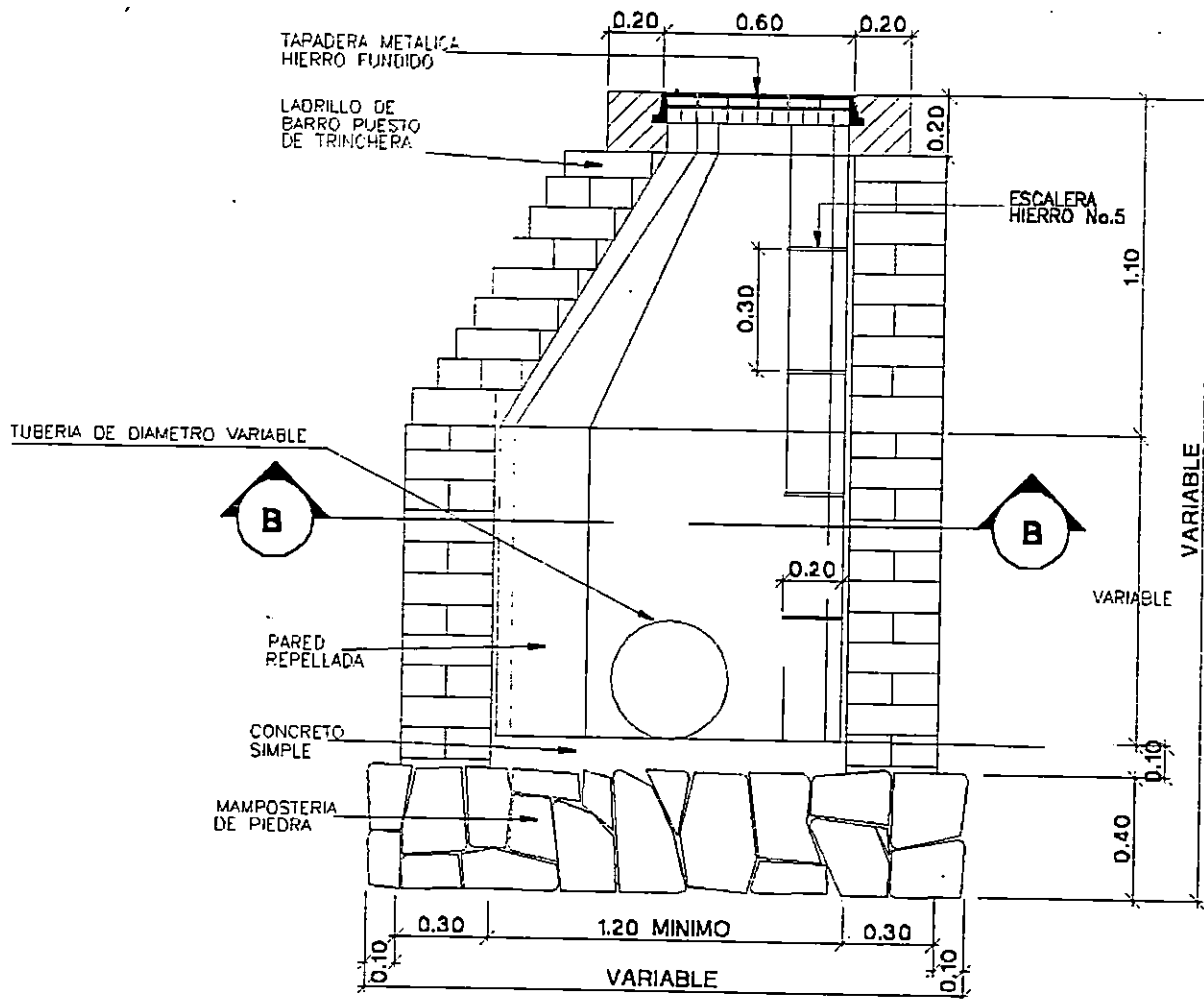 0.20 0.60 0.20
TAPADERA METALICA
HIERRO FUNDIDO
LADRILLO DE
BARRO PUESTO
DE TRINCHERA
0.20
ESCALERA
HIERRO No.5
1.10
0.30
TUBERIA DE DIAMETRO VARIABLE
B
B
VARIABLE
0.20
VARIABLE
PARED
REPELLADA
CONCRETO
SIMPLE
0.10
MAMPOSTERIA
DE PIEDRA
0.40
0.30 1.20 MINIMO 0.30
0.10
VARIABLE
0.10